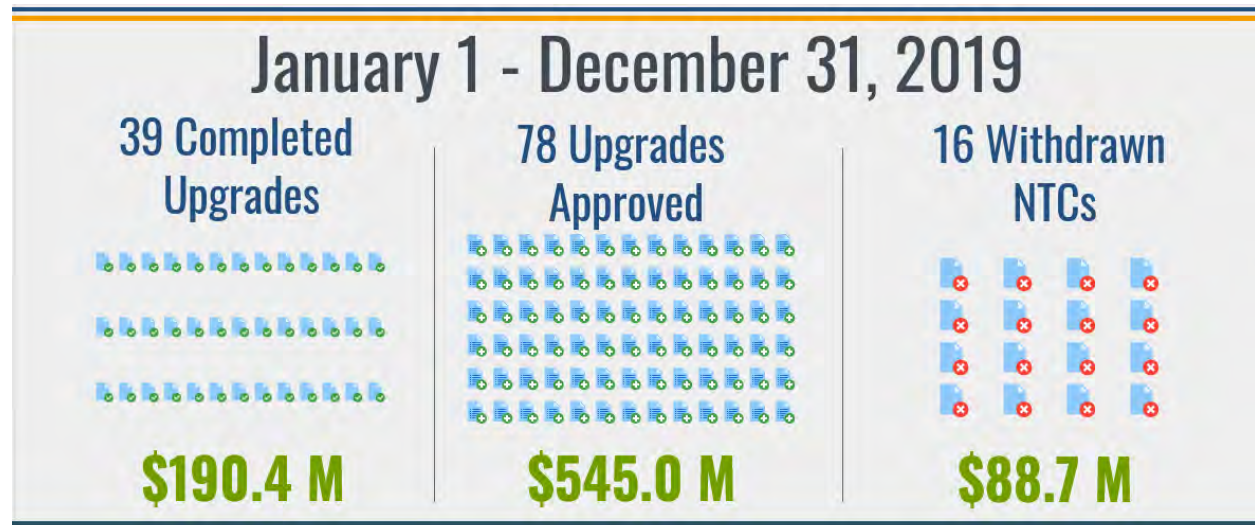 January 1 - December 31, 2019
39 Completed
Upgrades
$190.4 M
78 Upgrades
Approved
$545.0 M
16 Withdrawn
NTCs
$88.7 M